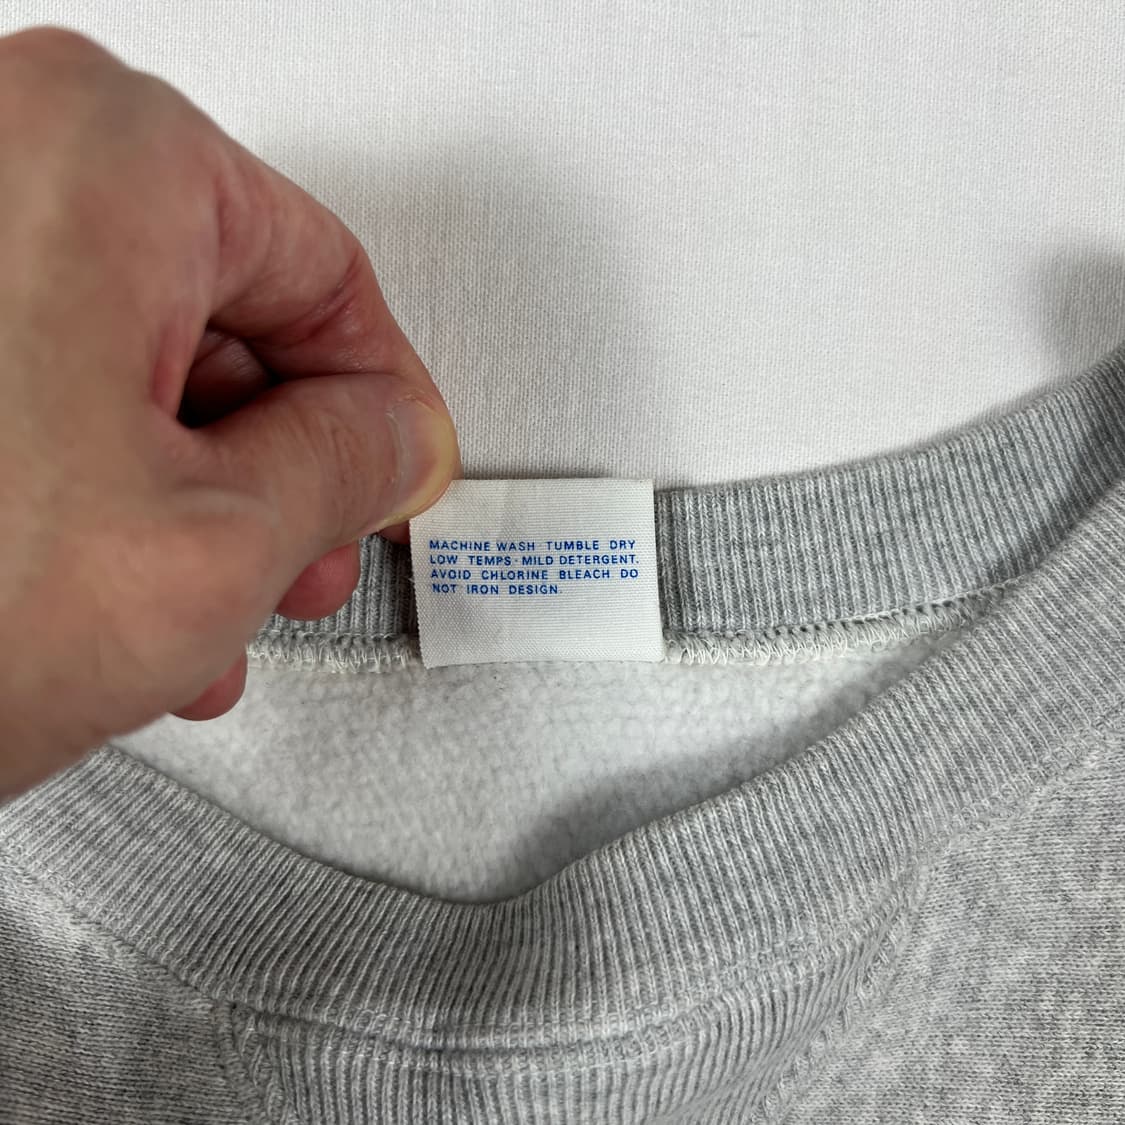 MACHINE WASH TUMBLE DRY
LOW TEMPS · MILD DETERGENT.
AVOID CHLORINE BLEACH DO
NOT IRON DESIGN.